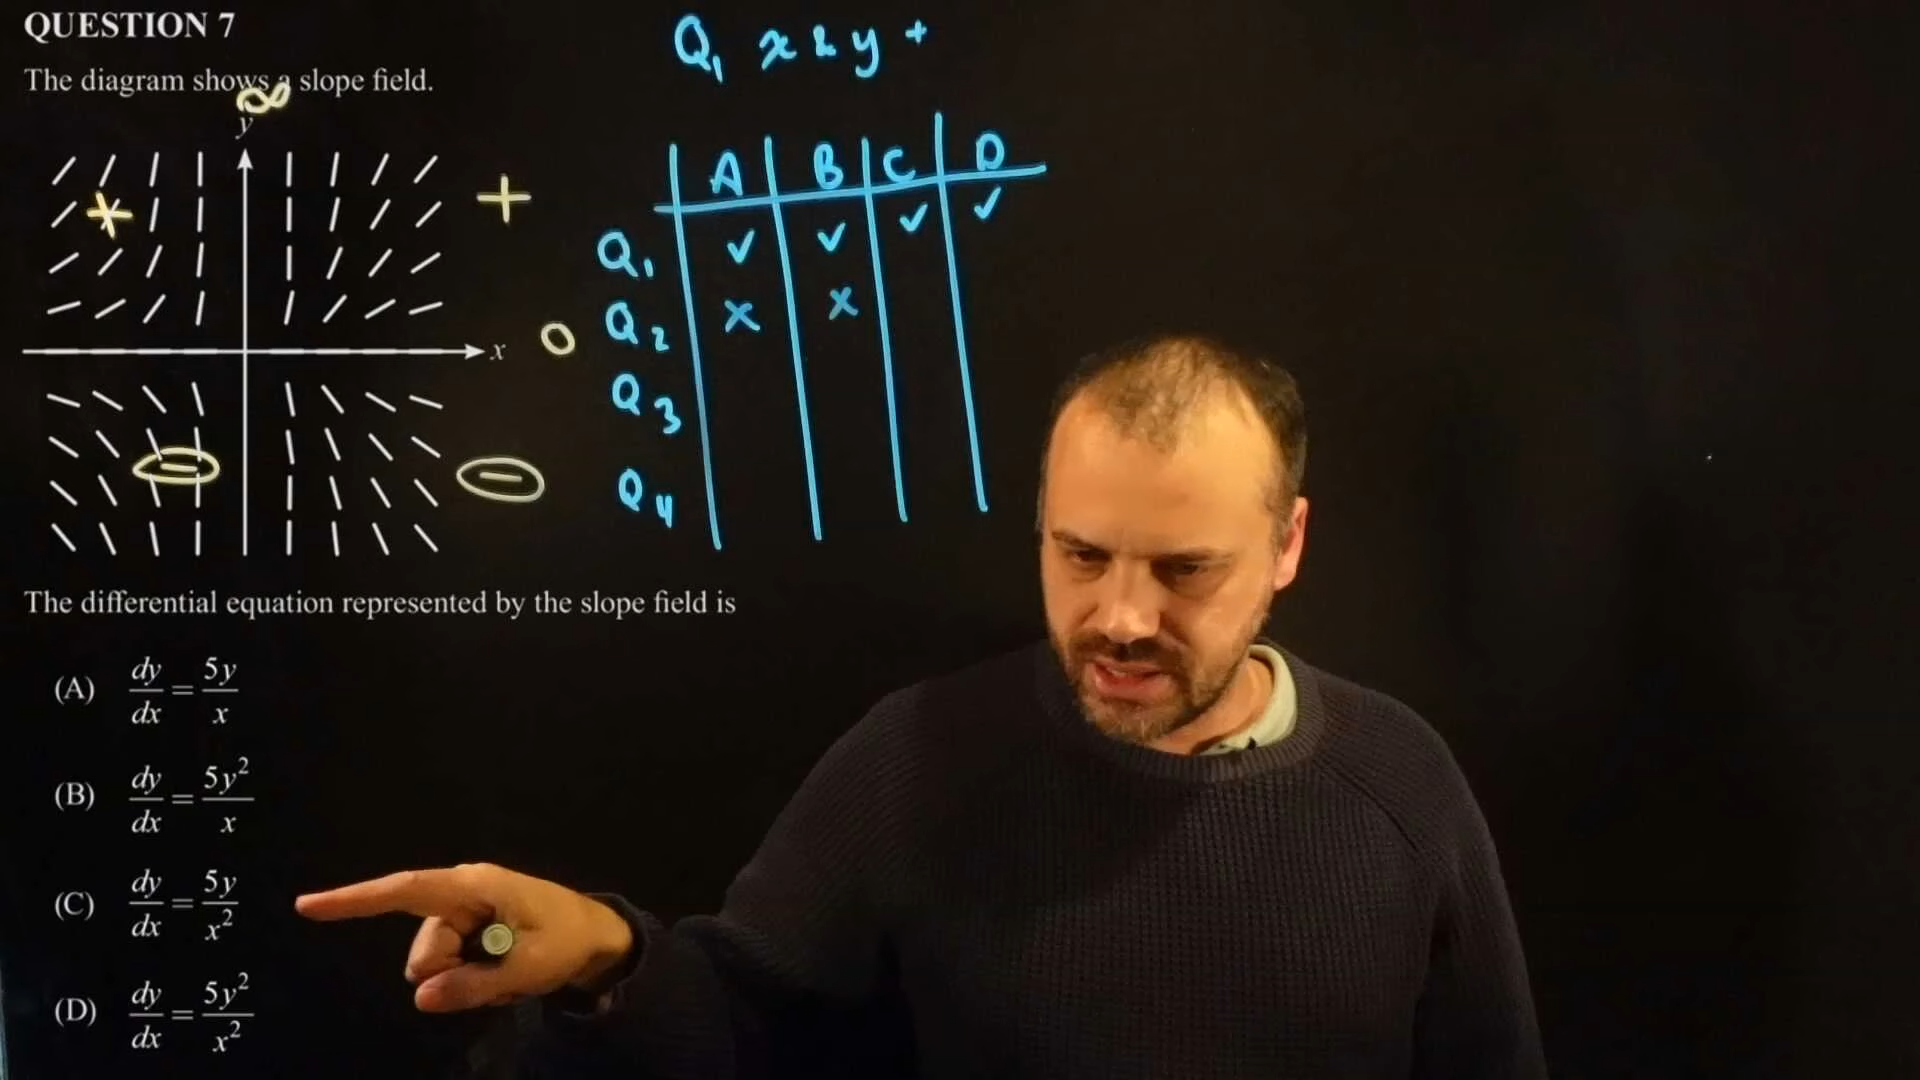 QUESTION 7
The diagram shows a slope field.
∞
y
+
+
x
0
−
−
The differential equation represented by the slope field is
(A) dy/dx = 5y/x
(B) dy/dx = 5y²/x
(C) dy/dx = 5y/x²
(D) dy/dx = 5y²/x²
Q₁ x & y +
A B C D
Q₁ ✓ ✓ ✓ ✓
Q₂ x x
Q₃
Q₄